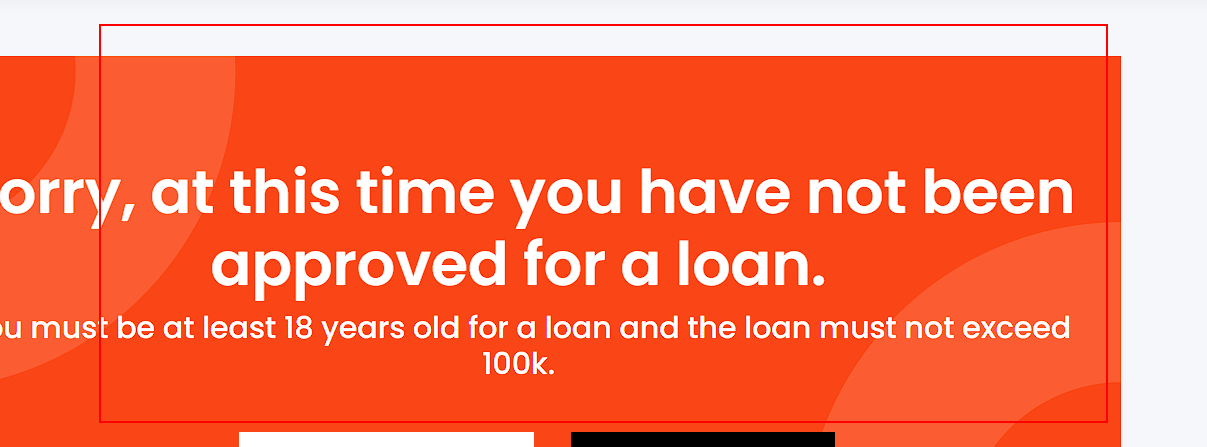 orry, at this time you have not been
approved for a loan.
ou must be at least 18 years old for a loan and the loan must not exceed
100k.